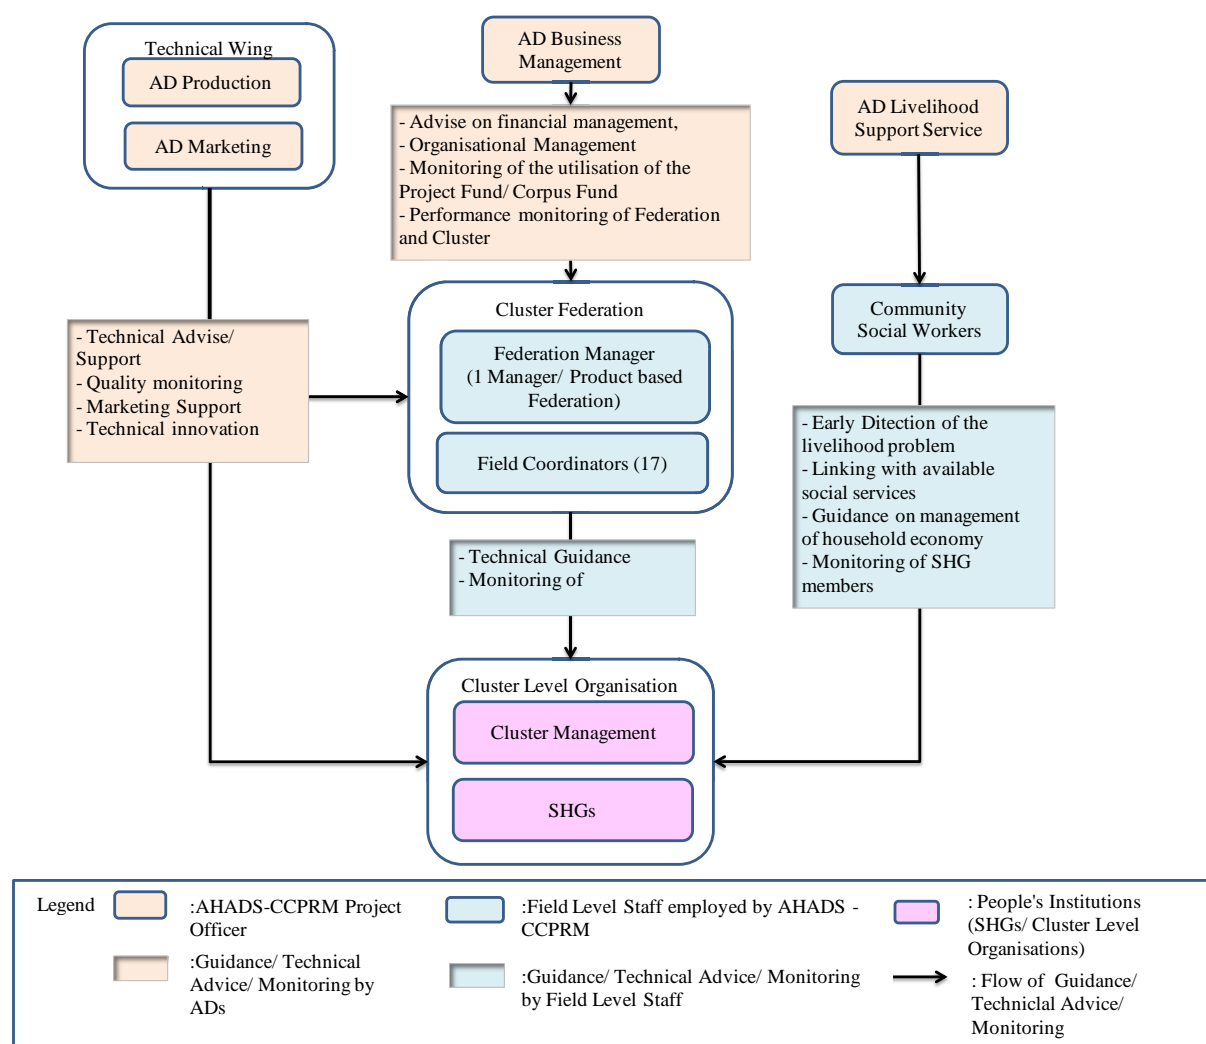 Technical Wing
AD Production
AD Marketing
AD Business
Management
- Advise on financial management,
- Organisational Management
- Monitoring of the utilisation of the
Project Fund/ Corpus Fund
- Performance monitoring of Federation
and Cluster
AD Livelihood
Support Service
Cluster Federation
Federation Manager
(1 Manager/ Product based
Federation)
Field Coordinators (17)
Community
Social Workers
- Technical Advise/
Support
- Quality monitoring
- Marketing Support
- Technical innovation
- Early Ditection of the
livelihood problem
- Linking with available
social services
- Guidance on management
of household economy
- Monitoring of SHG
members
- Technical Guidance
- Monitoring of
Cluster Level Organisation
Cluster Management
SHGs
Legend
:AHADS-CCPRM Project
Officer
:Field Level Staff employed by AHADS -
CCPRM
: People's Institutions
(SHGs/ Cluster Level
Organisations)
:Guidance/ Technical
Advice/ Monitoring by
ADs
:Guidance/ Technical Advice/ Monitoring
by Field Level Staff
: Flow of Guidance/
Techniclal Advice/
Monitoring